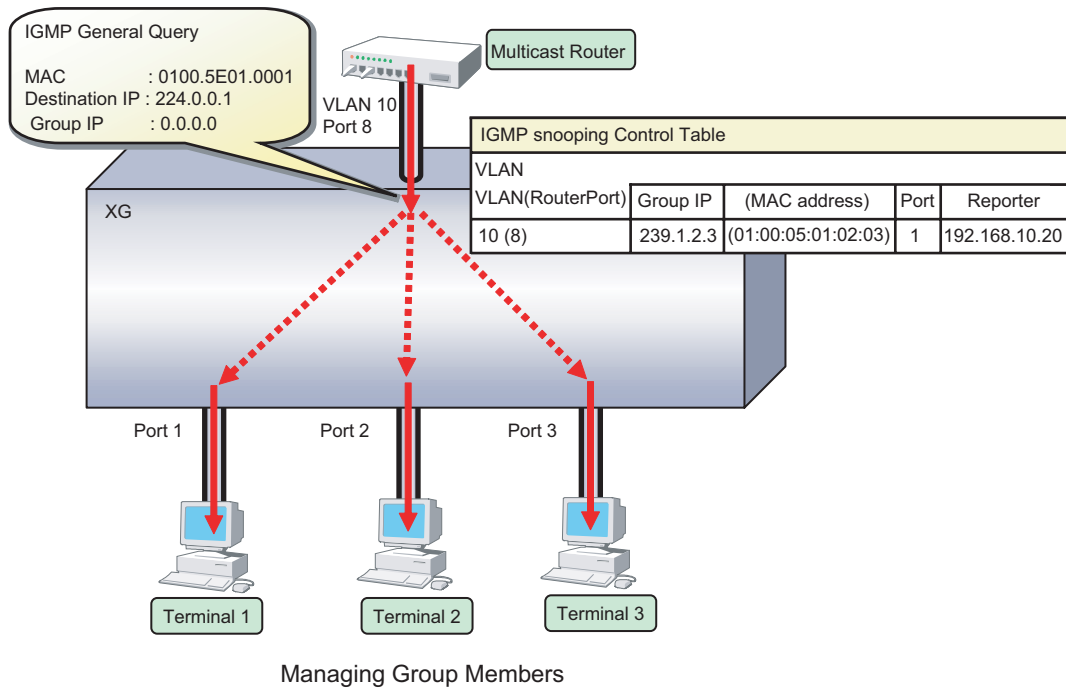 IGMP General Query
MAC : 0100.5E01.0001
Destination IP : 224.0.0.1
Group IP : 0.0.0.0
Multicast Router
VLAN 10
Port 8
IGMP snooping Control Table
VLAN
VLAN(RouterPort) Group IP (MAC address) Port Reporter
10 (8) 239.1.2.3 (01:00:05:01:02:03) 1 192.168.10.20
XG
Port 1 Port 2 Port 3
Terminal 1 Terminal 2 Terminal 3
Managing Group Members